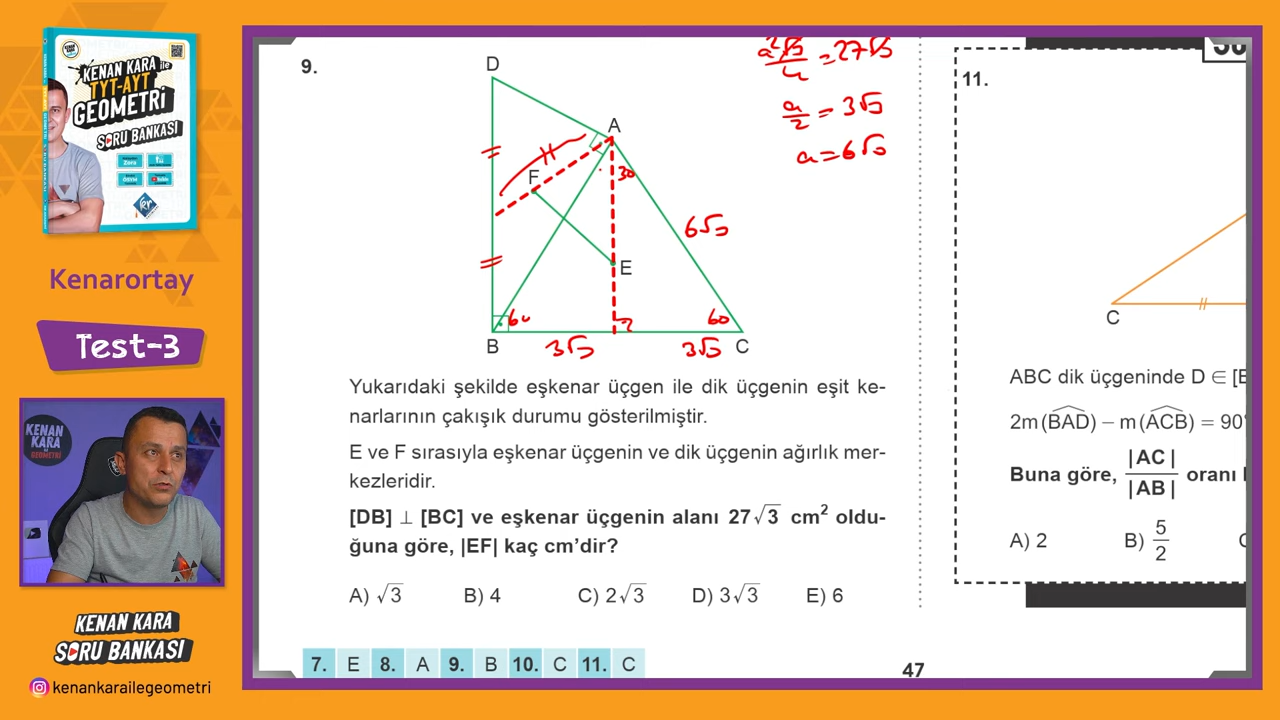 KENAN KARA ile
TYT-AYT
GEOMETRİ
SORU BANKASI
Kenarortay
Test-3
KENAN
KARA
GEOMETRİ
KENAN KARA
SORU BANKASI
kenankarailegeometri
9.
D
A
F
E
B
C
30
6√3
60
60
3√3
3√3
a²√3/4 = 27√3
a/2 = 3√3
a = 6√3
Yukarıdaki şekilde eşkenar üçgen ile dik üçgenin eşit ke-
narlarının çakışık durumu gösterilmiştir.
E ve F sırasıyla eşkenar üçgenin ve dik üçgenin ağırlık mer-
kezleridir.
[DB] ⊥ [BC] ve eşkenar üçgenin alanı 27√3 cm² oldu-
ğuna göre, |EF| kaç cm'dir?
A) √3 B) 4 C) 2√3 D) 3√3 E) 6
7. E 8. A 9. B 10. C 11. C
47
11.
C
ABC dik üçgeninde D ∈ [B
2m(BAD) – m(ACB) = 90°
Buna göre, |AC|/|AB| oranı
A) 2 B) 5/2